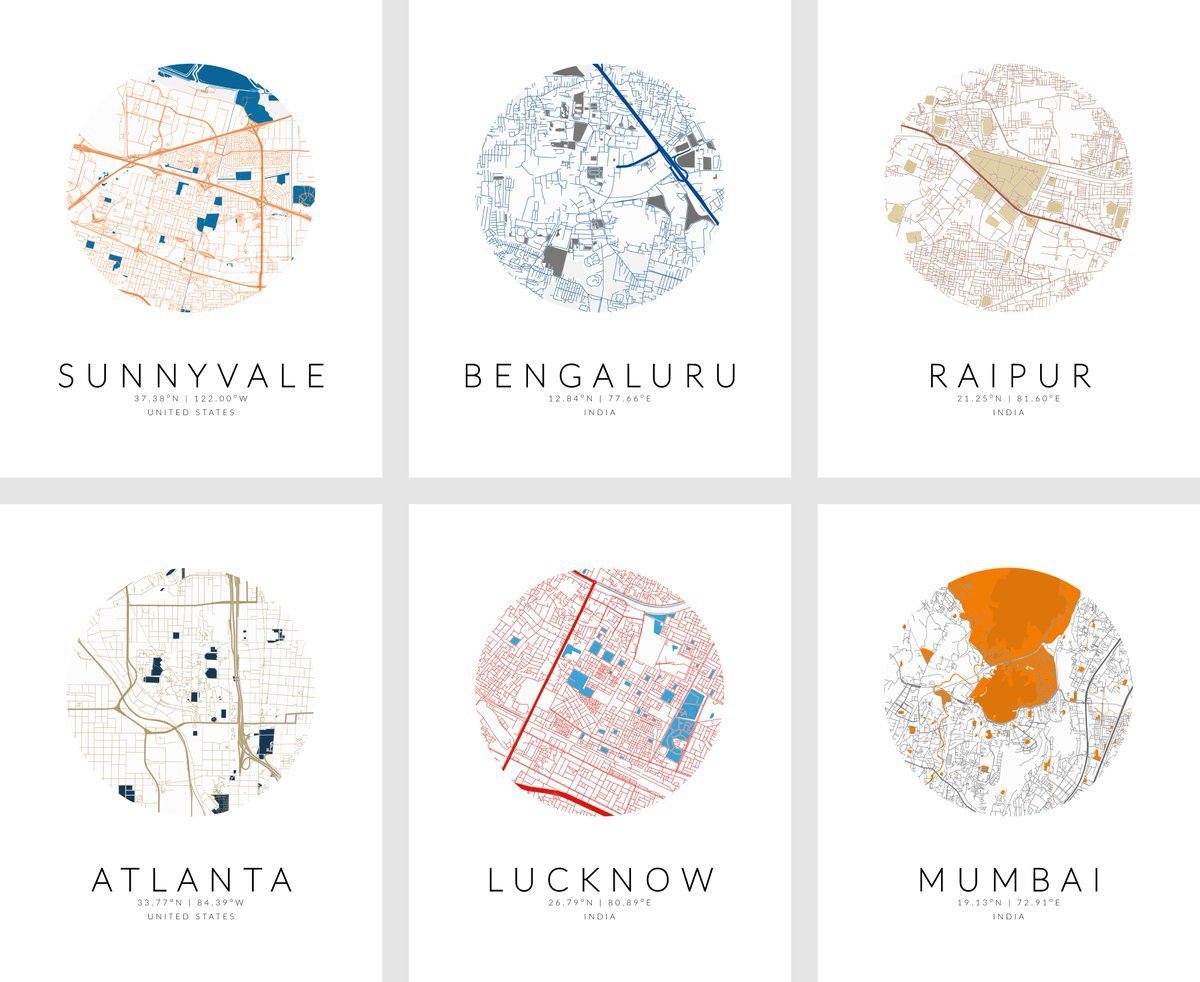 SUNNYVALE
37.38°N | 122.00°W
UNITED STATES
BENGALURU
12.84°N | 77.66°E
INDIA
RAIPUR
21.25°N | 81.60°E
INDIA
ATLANTA
33.77°N | 84.39°W
UNITED STATES
LUCKNOW
26.79°N | 80.89°E
INDIA
MUMBAI
19.13°N | 72.91°E
INDIA